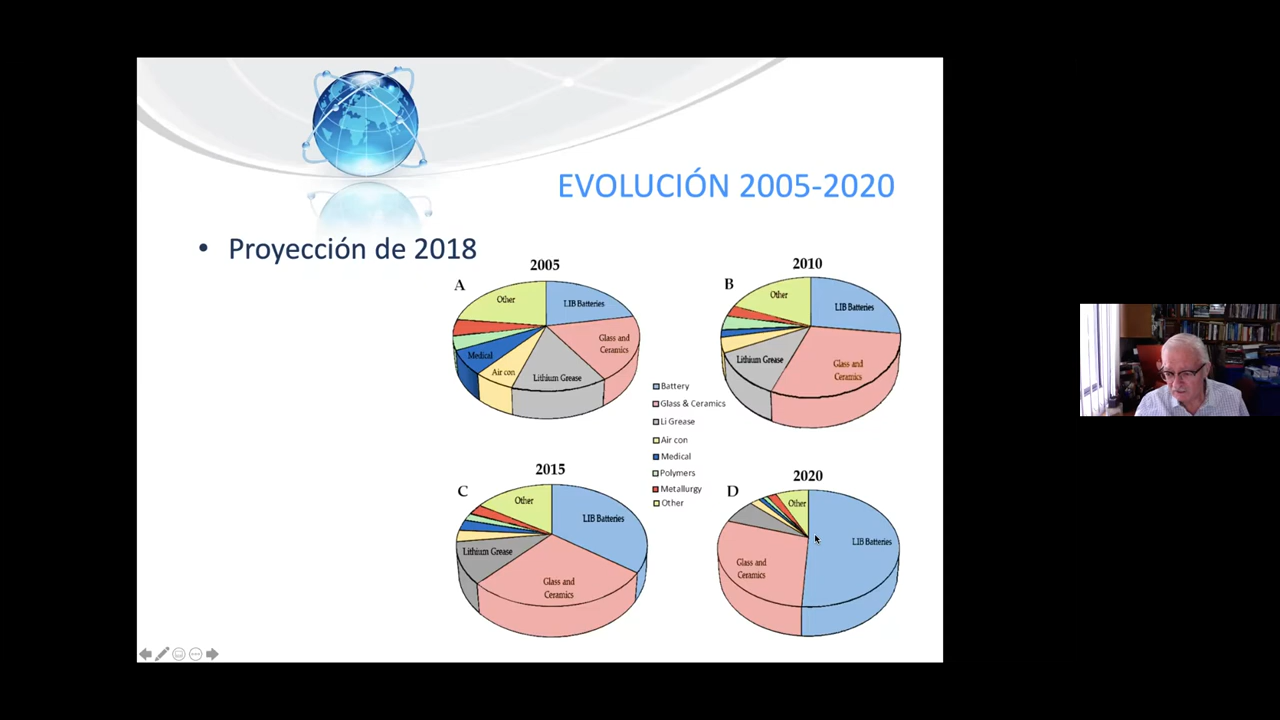 EVOLUCIÓN 2005-2020
• Proyección de 2018
2005
A
Other
LIB Batteries
Glass and
Ceramics
Medical
Air con
Lithium Grease
2010
B
Other
LIB Batteries
Lithium Grease
Glass and
Ceramics
Battery
Glass & Ceramics
Li Grease
Air con
Medical
Polymers
Metallurgy
Other
2015
C
Other
LIB Batteries
Lithium Grease
Glass and
Ceramics
2020
D
Other
LIB Batteries
Glass and
Ceramics